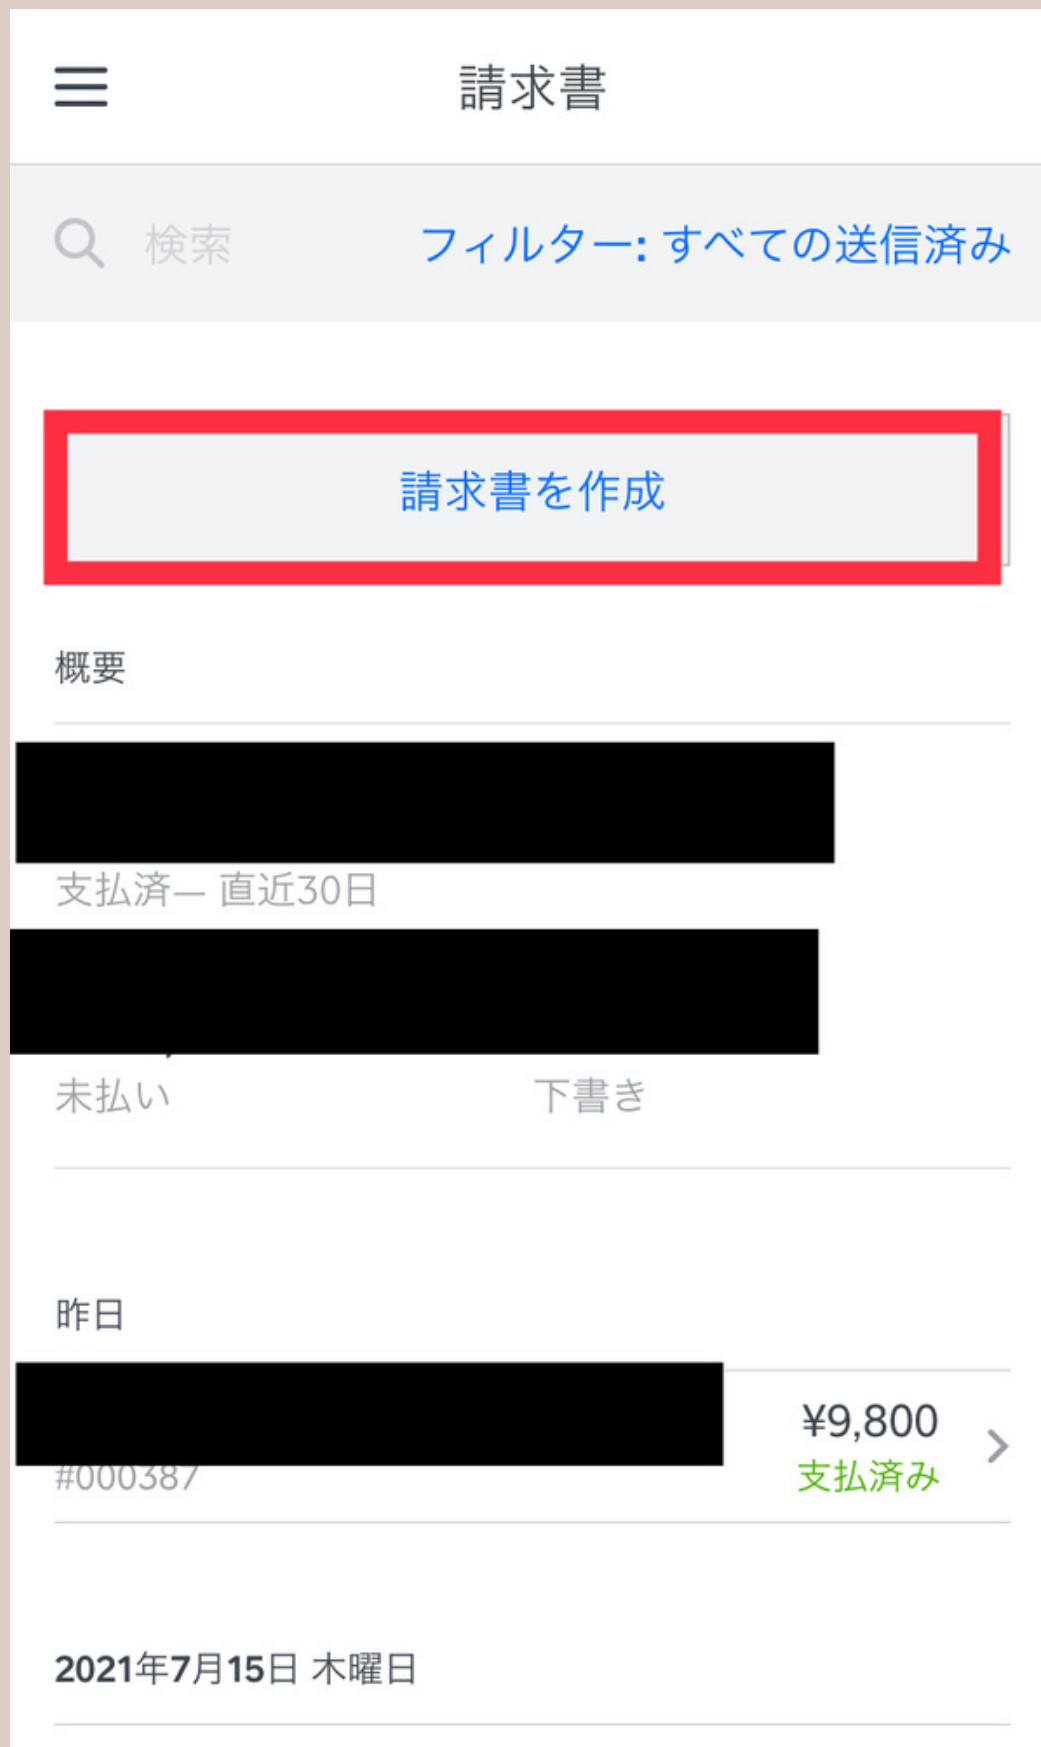 請求書
検索 フィルター: すべての送信済み
請求書を作成
概要
支払済— 直近30日
未払い 下書き
昨日
¥9,800
#000387 支払済み
2021年7月15日 木曜日